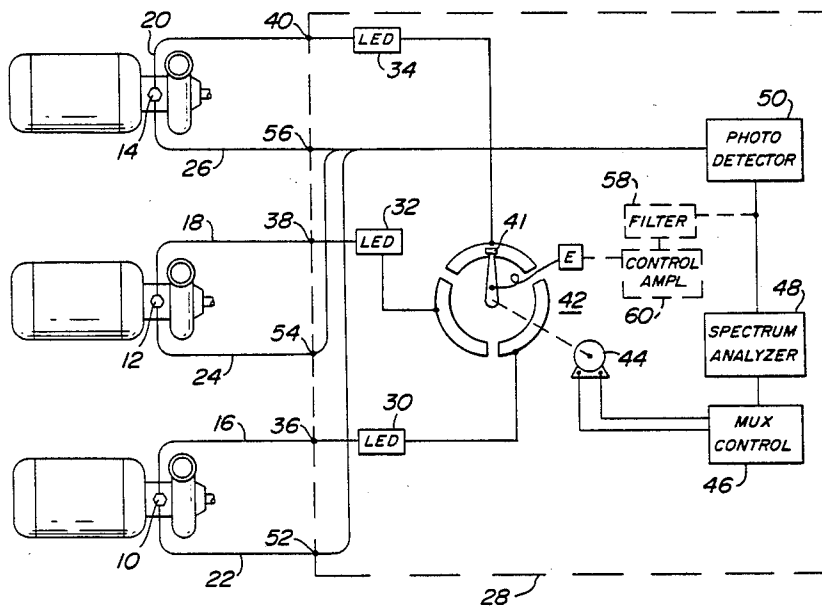 20
40
LED
34
14
26
56
50
PHOTO
DETECTOR
58
FILTER
18
38
32
LED
41
E
CONTROL
AMPL
60
42
48
SPECTRUM
ANALYZER
12
24
54
44
16
36
30
LED
MUX
CONTROL
46
10
22
52
28